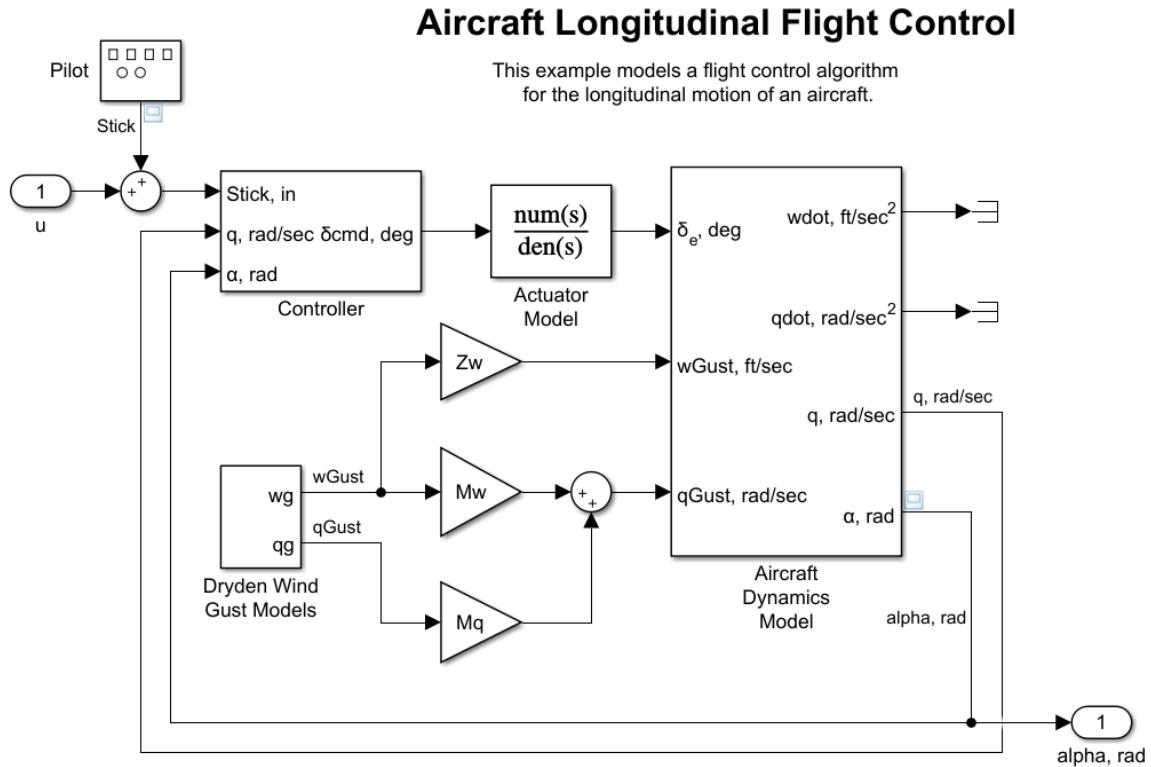 Aircraft Longitudinal Flight Control
This example models a flight control algorithm
for the longitudinal motion of an aircraft.
Pilot
Stick
1
u
+
+
Stick, in
q, rad/sec δcmd, deg
α, rad
Controller
num(s)
den(s)
Actuator
Model
δe, deg
wGust, ft/sec
qGust, rad/sec
wdot, ft/sec2
qdot, rad/sec2
q, rad/sec
α, rad
Aircraft
Dynamics
Model
q, rad/sec
Zw
Mw
Mq
+
+
wg
qg
wGust
qGust
Dryden Wind
Gust Models
alpha, rad
1
alpha, rad